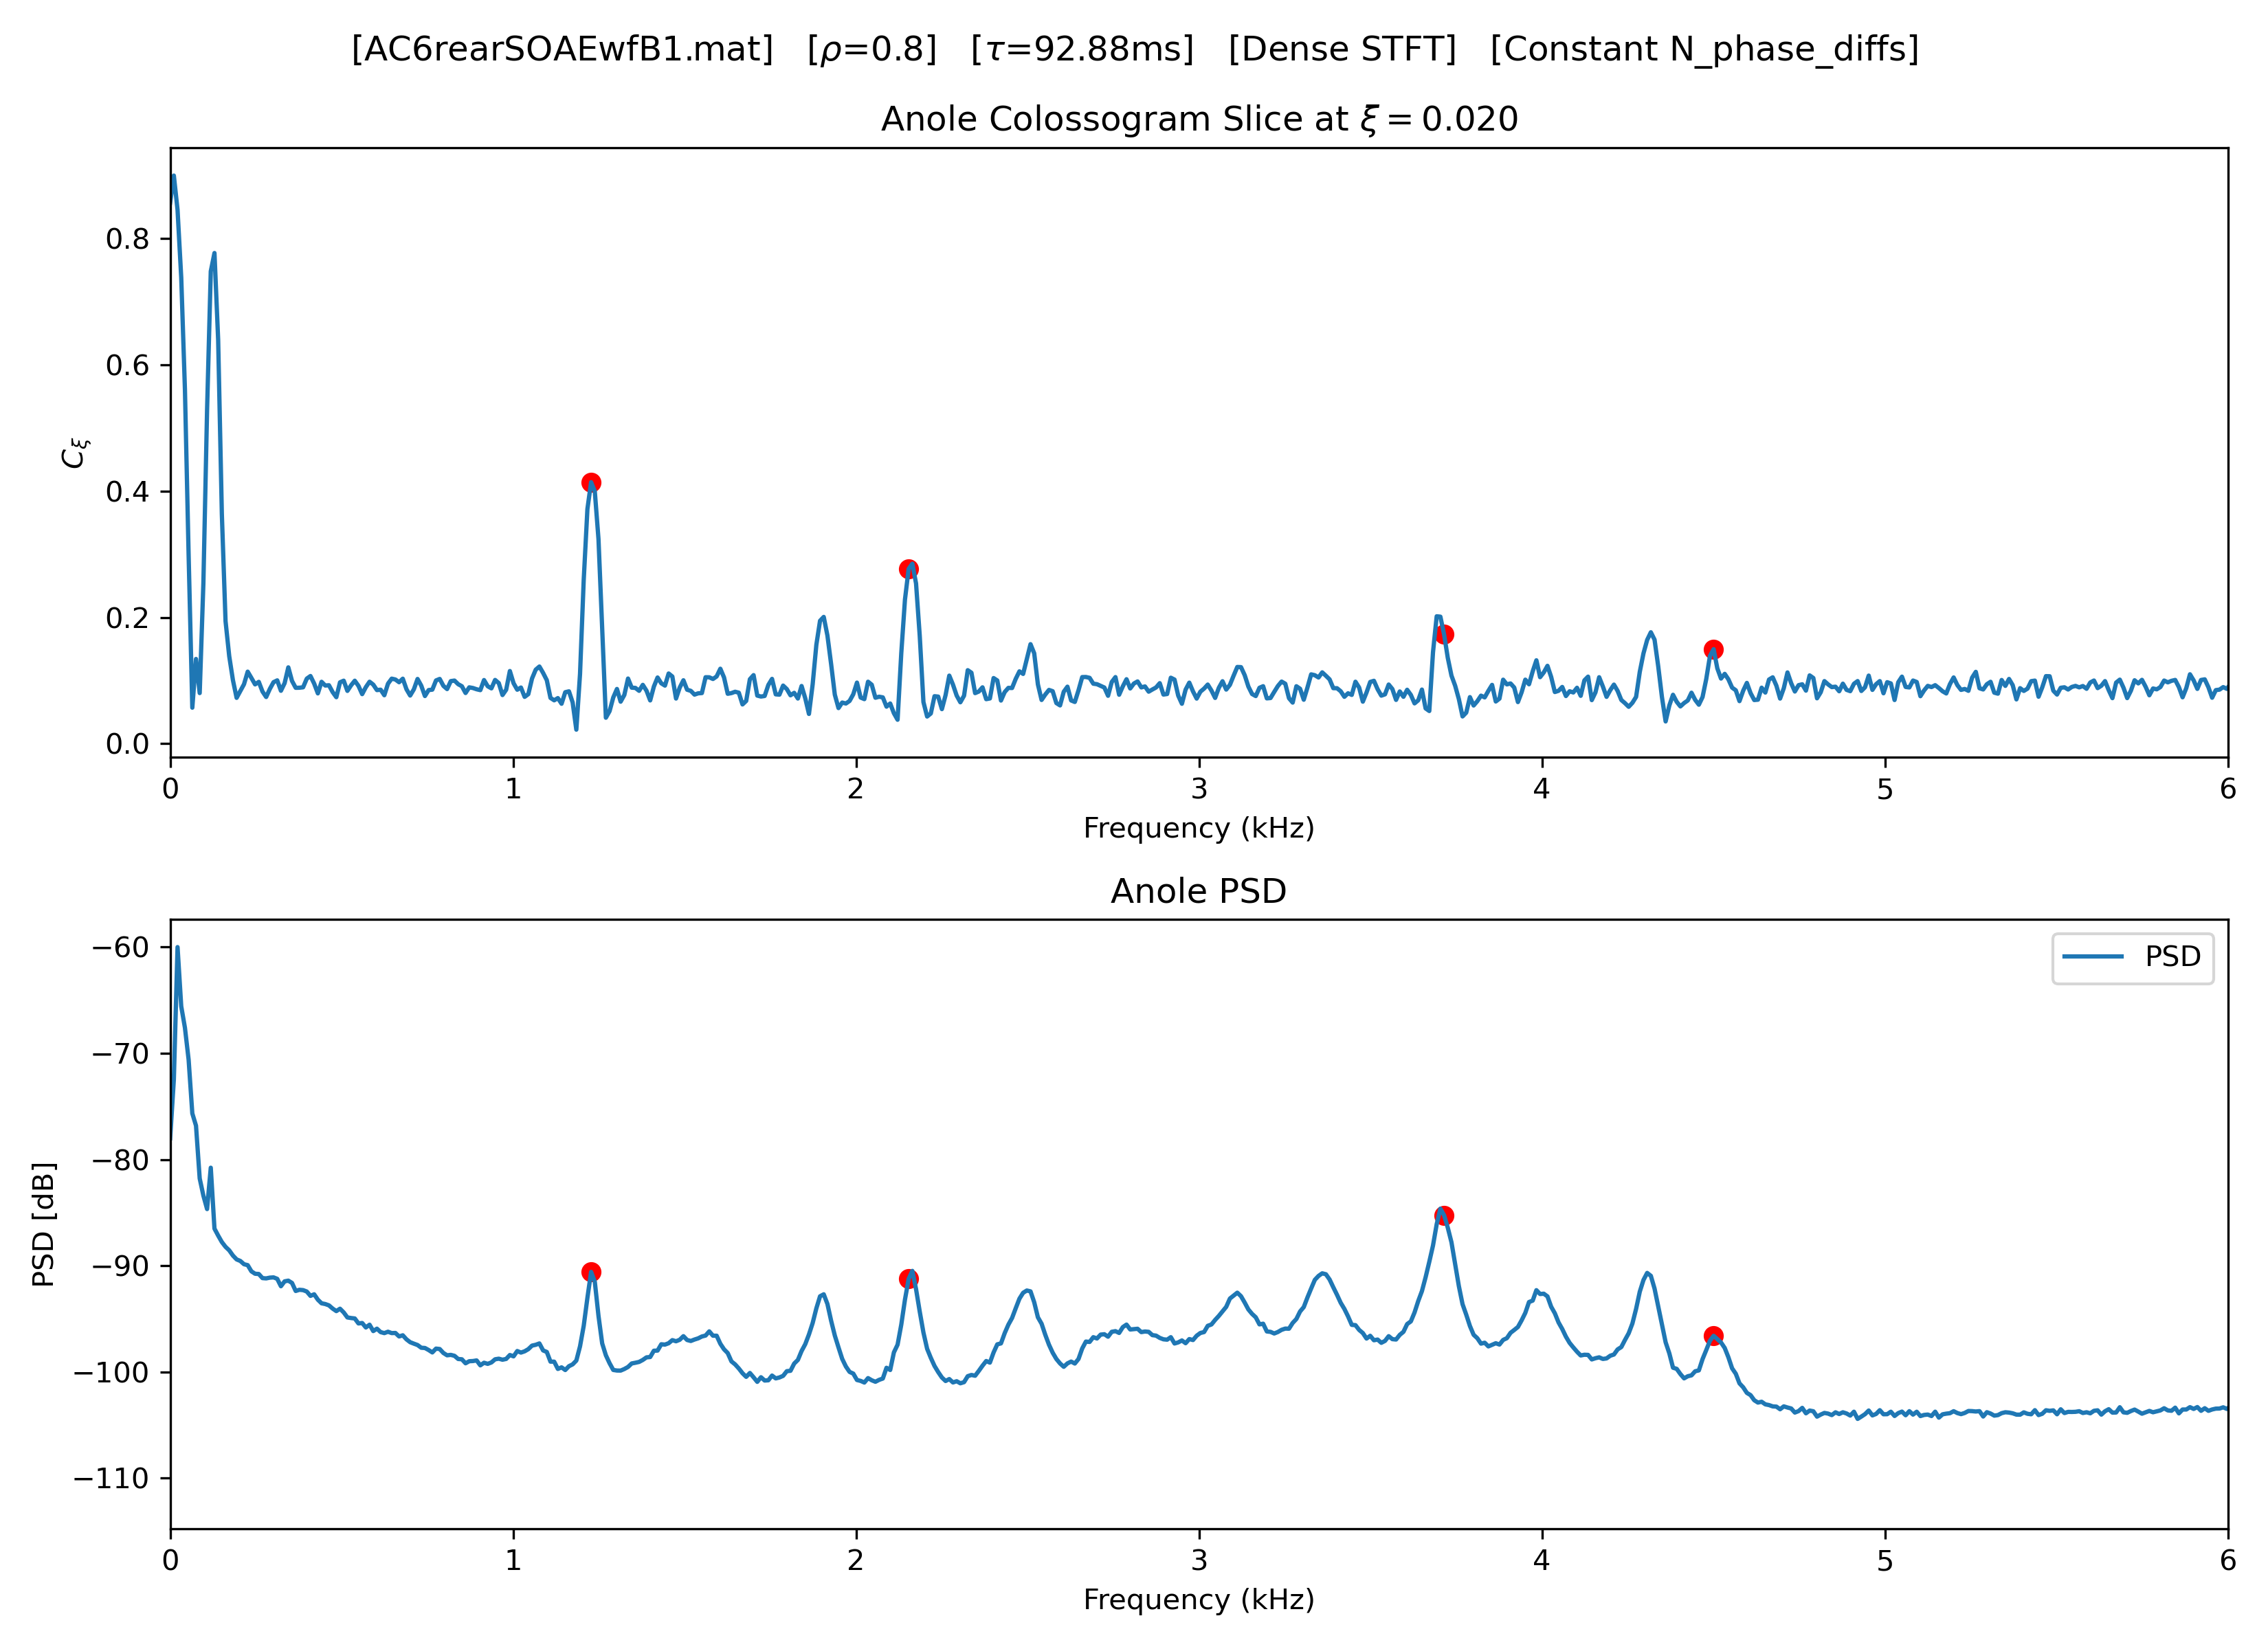 [AC6rearSOAEwfB1.mat] [ρ=0.8] [τ=92.88ms] [Dense STFT] [Constant N_phase_diffs]
Anole Colossogram Slice at ξ = 0.020
0.8
0.6
0.4
0.2
0.0
C_ξ
0 1 2 3 4 5 6
Frequency (kHz)
Anole PSD
PSD
−60
−70
−80
−90
−100
−110
PSD [dB]
0 1 2 3 4 5 6
Frequency (kHz)